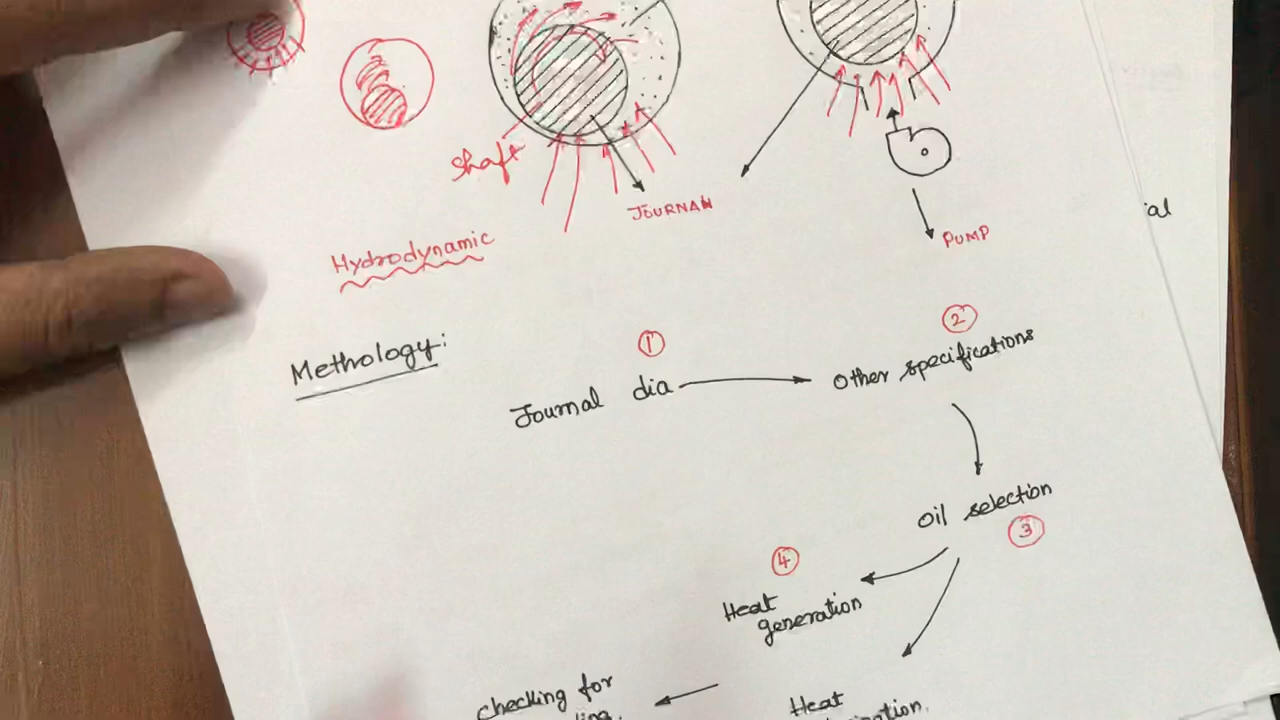 shaft
JOURNAL
Hydrodynamic
PUMP
ial
Methology:
1
Journal dia
2
Other specifications
Oil selection
3
4
Heat
generation
checking for
Heat